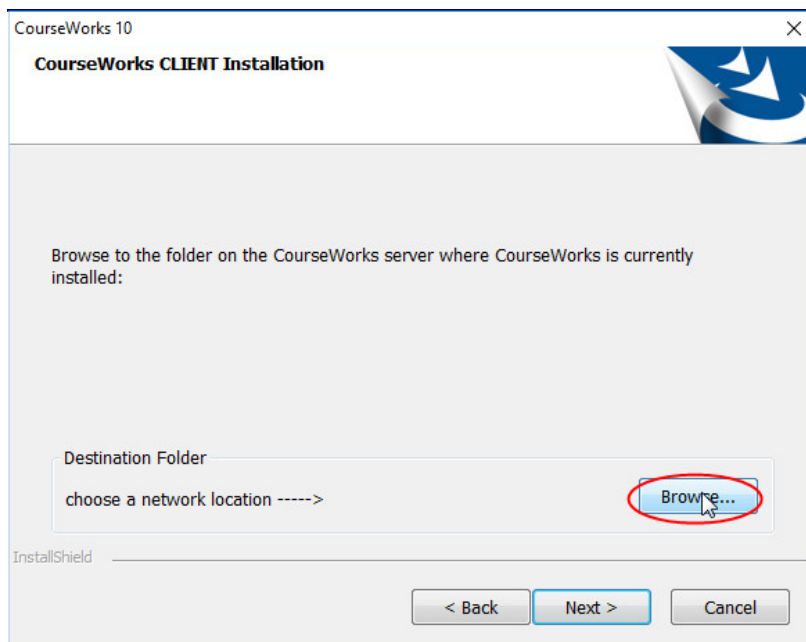 CourseWorks 10
CourseWorks CLIENT Installation
Browse to the folder on the CourseWorks server where CourseWorks is currently
installed:
Destination Folder
choose a network location ----->
Browse...
InstallShield
< Back
Next >
Cancel